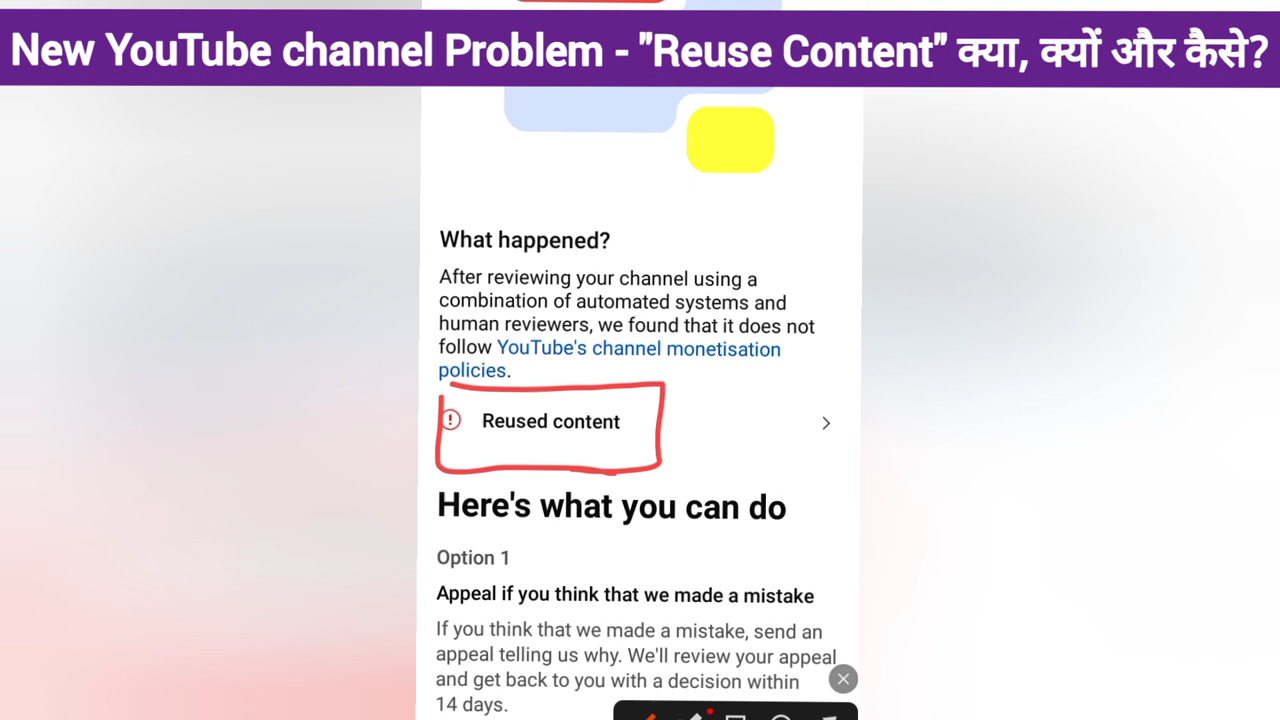 New YouTube channel Problem - "Reuse Content" क्या, क्यों और कैसे?
What happened?
After reviewing your channel using a
combination of automated systems and
human reviewers, we found that it does not
follow YouTube's channel monetisation
policies.
Reused content
Here's what you can do
Option 1
Appeal if you think that we made a mistake
If you think that we made a mistake, send an
appeal telling us why. We'll review your appeal
and get back to you with a decision within
14 days.